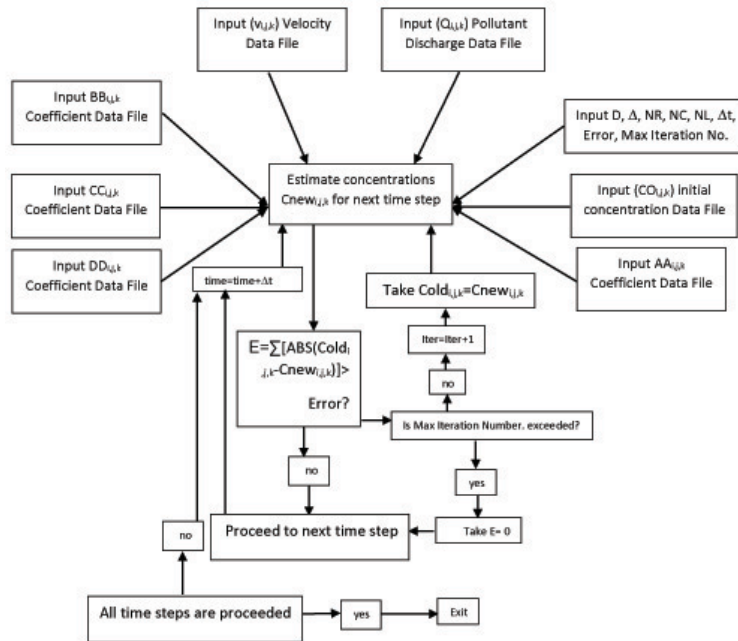 Input (vᵢ,ⱼ,ₖ) Velocity
Data File
Input (Qᵢ,ⱼ,ₖ) Pollutant
Discharge Data File
Input BBᵢ,ⱼ,ₖ
Coefficient Data File
Input D, Δ, NR, NC, NL, Δt,
Error, Max Iteration No.
Estimate concentrations
Cnewᵢ,ⱼ,ₖ for next time step
Input CCᵢ,ⱼ,ₖ
Coefficient Data File
Input (COᵢ,ⱼ,ₖ) initial
concentration Data File
Input DDᵢ,ⱼ,ₖ
Coefficient Data File
time=time+Δt
Take Coldᵢ,ⱼ,ₖ=Cnewᵢ,ⱼ,ₖ
Input AAᵢ,ⱼ,ₖ
Coefficient Data File
Iter=Iter+1
E=∑[ABS(Coldᵢ
,ⱼ,ₖ-Cnewᵢ,ⱼ,ₖ)]>
Error?
no
Is Max Iteration Number. exceeded?
no
yes
Proceed to next time step
Take E= 0
no
All time steps are proceeded
yes
Exit